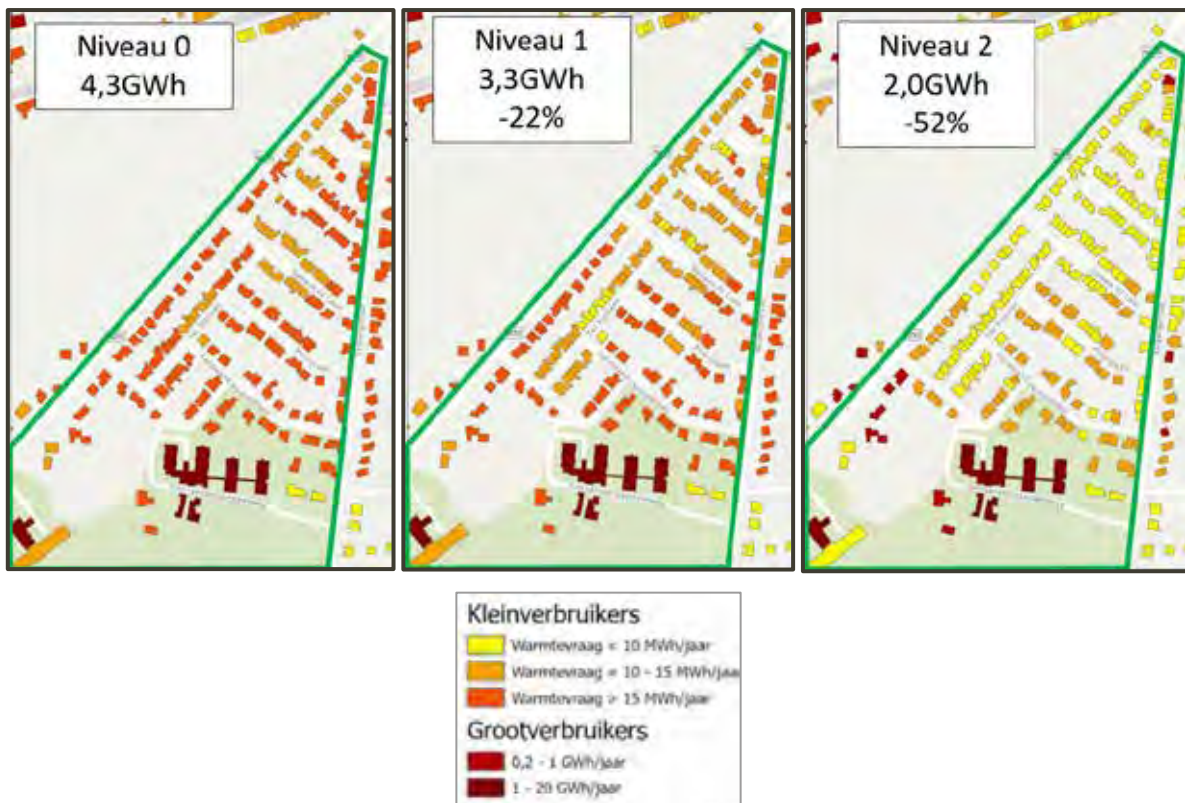 Niveau 0
4,3GWh
Niveau 1
3,3GWh
-22%
Niveau 2
2,0GWh
-52%
Kleinverbruikers
Warmtevraag < 10 MWh/jaar
Warmtevraag = 10 - 15 MWh/jaar
Warmtevraag > 15 MWh/jaar
Grootverbruikers
0,2 - 1 GWh/jaar
1 - 20 GWh/jaar